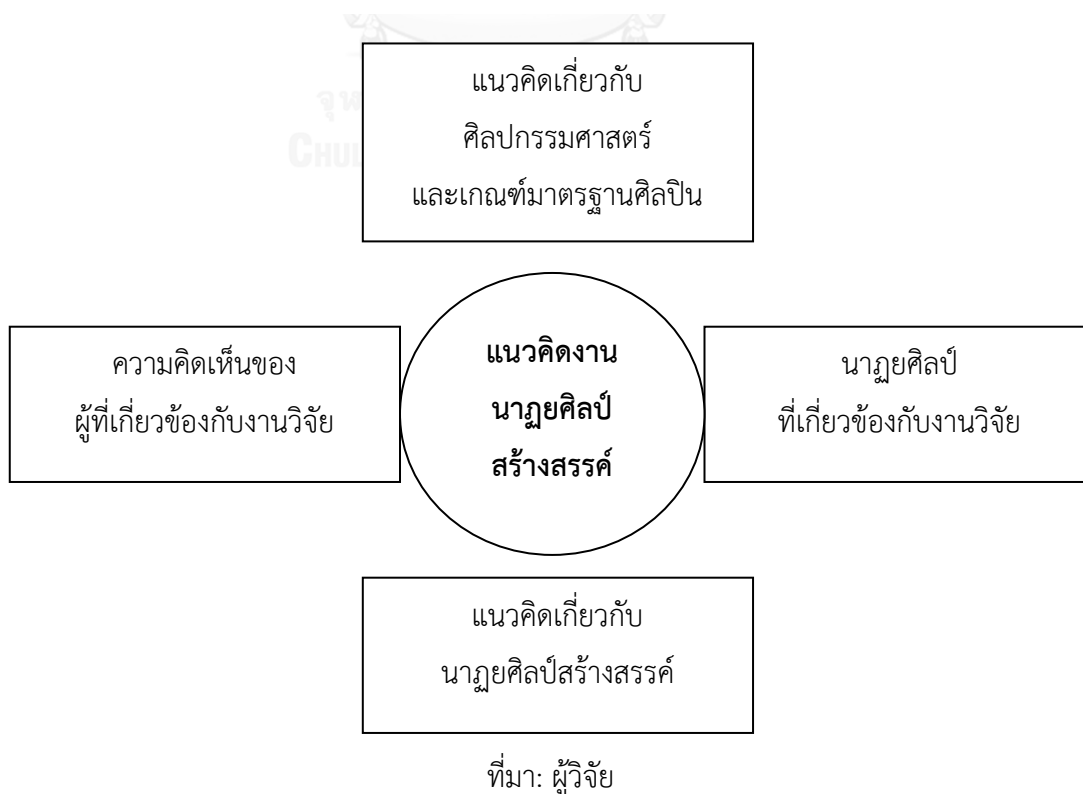 แนวคิดเกี่ยวกับ
ศิลปกรรมศาสตร์
และเกณฑ์มาตรฐานศิลปิน
ความคิดเห็นของ
ผู้ที่เกี่ยวข้องกับงานวิจัย
แนวคิดงาน
นาฏยศิลป์
สร้างสรรค์
นาฏยศิลป์
ที่เกี่ยวข้องกับงานวิจัย
แนวคิดเกี่ยวกับ
นาฏยศิลป์สร้างสรรค์
ที่มา: ผู้วิจัย